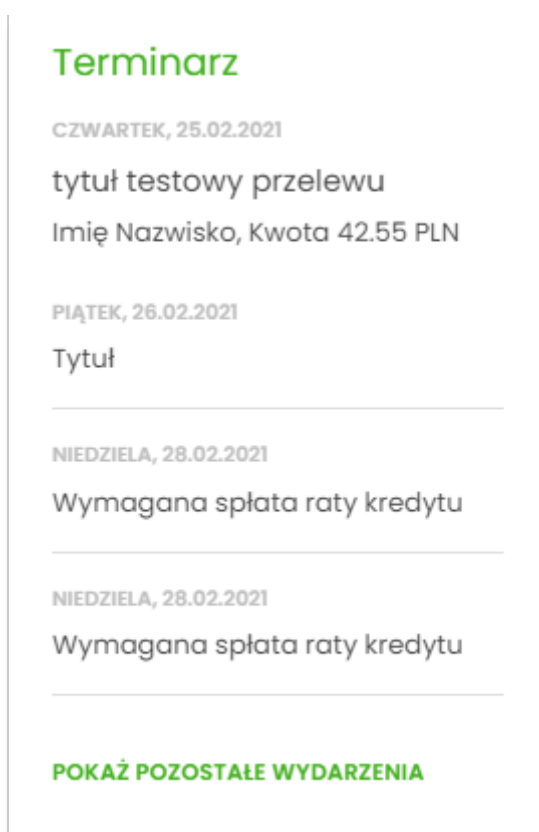 Terminarz
CZWARTEK, 25.02.2021
tytuł testowy przelewu
Imię Nazwisko, Kwota 42.55 PLN
PIĄTEK, 26.02.2021
Tytuł
NIEDZIELA, 28.02.2021
Wymagana spłata raty kredytu
NIEDZIELA, 28.02.2021
Wymagana spłata raty kredytu
POKAŻ POZOSTAŁE WYDARZENIA